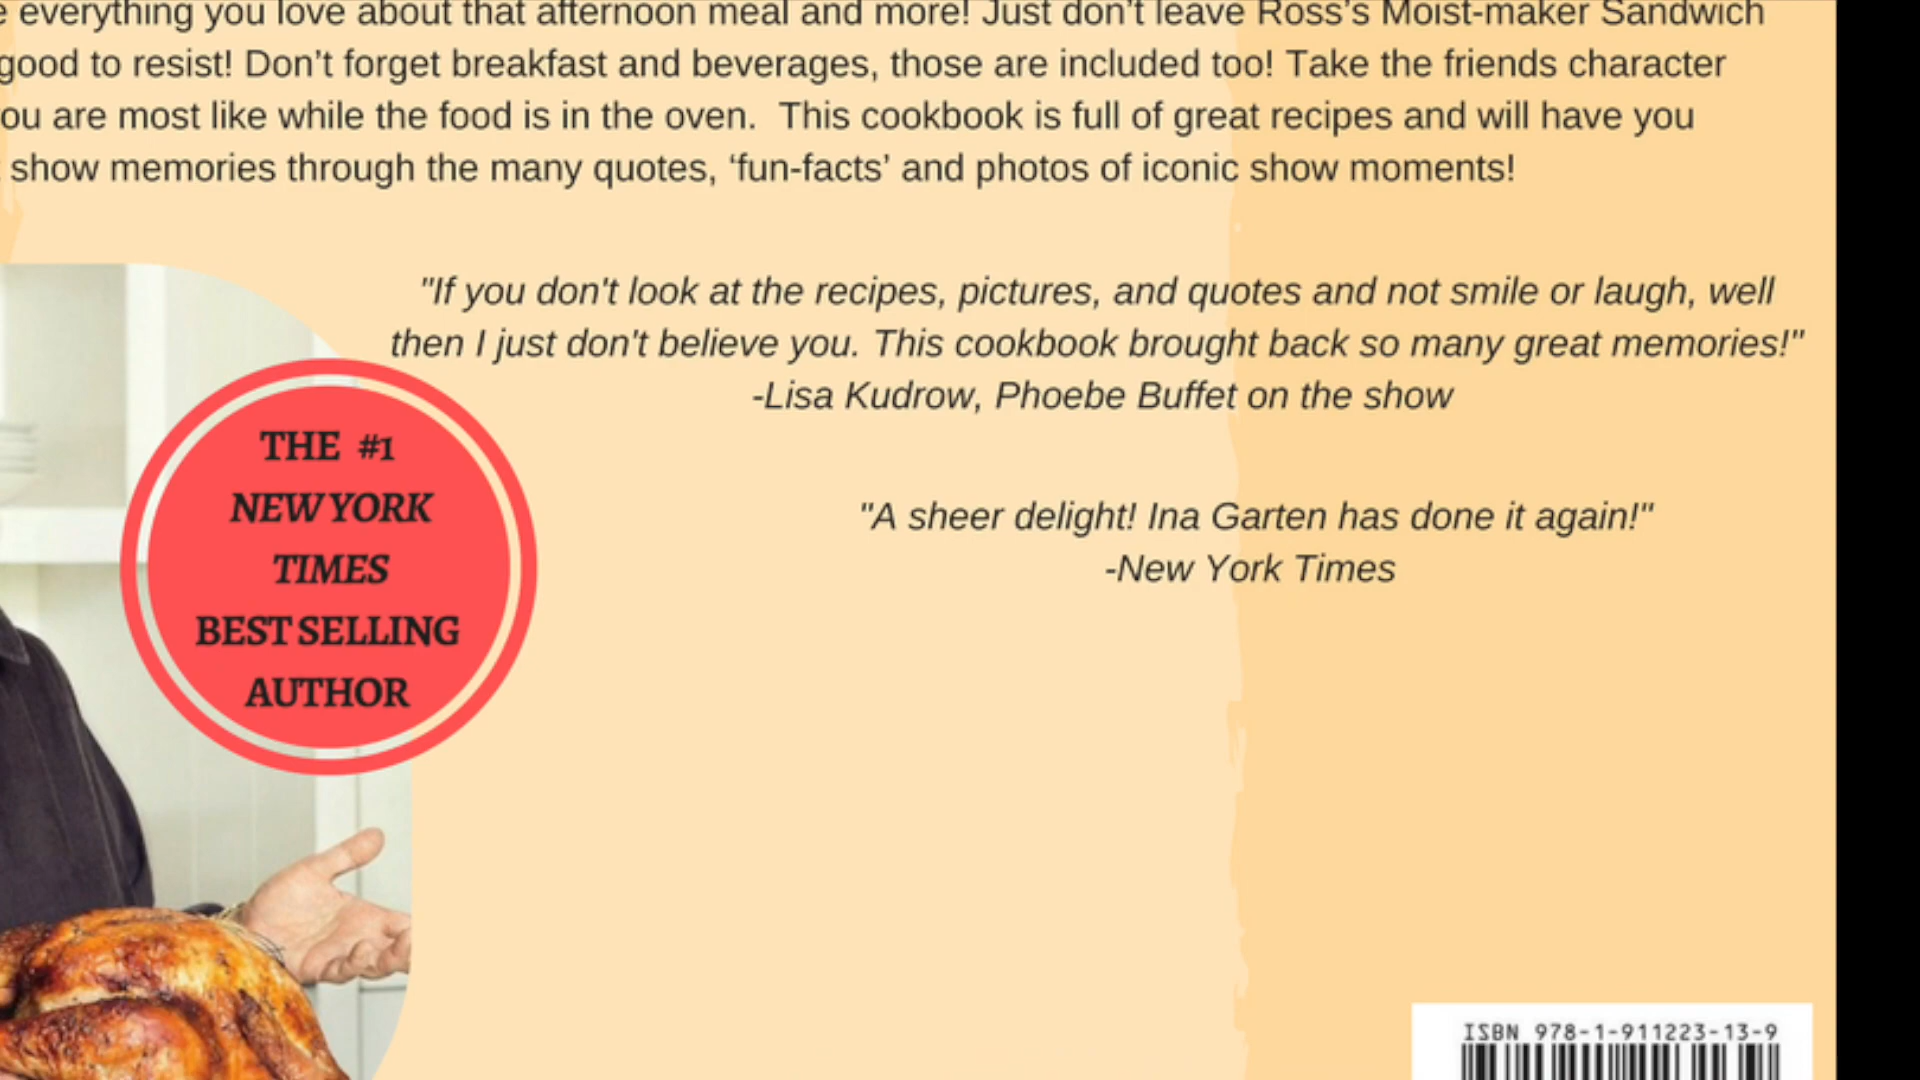 everything you love about that afternoon meal and more! Just don't leave Ross's Moist-maker Sandwich
good to resist! Don't forget breakfast and beverages, those are included too! Take the friends character
ou are most like while the food is in the oven.  This cookbook is full of great recipes and will have you
show memories through the many quotes, 'fun-facts' and photos of iconic show moments!
"If you don't look at the recipes, pictures, and quotes and not smile or laugh, well
then I just don't believe you. This cookbook brought back so many great memories!"
-Lisa Kudrow, Phoebe Buffet on the show
THE #1
NEW YORK
TIMES
BEST SELLING
AUTHOR
"A sheer delight! Ina Garten has done it again!"
-New York Times
ISBN 978-1-911223-13-9